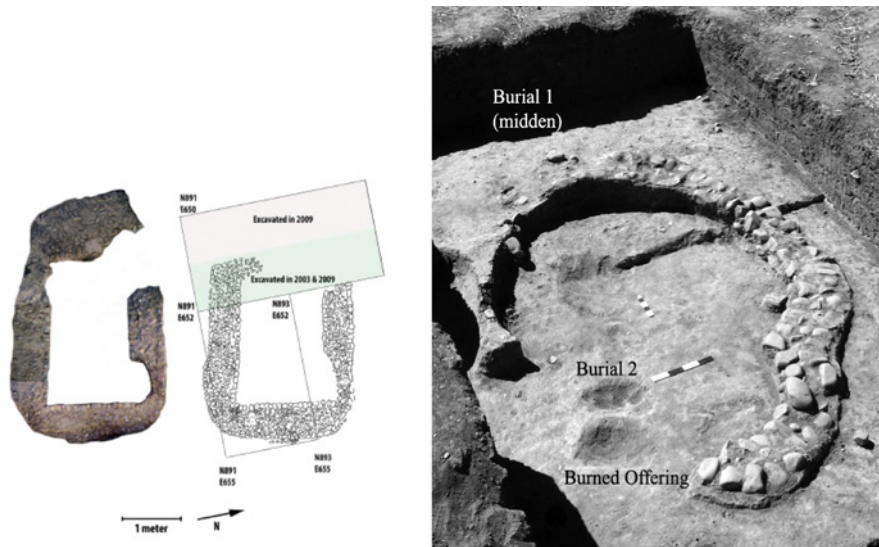 N891
E650
Excavated in 2009
Excavated in 2003 & 2009
N891
E652
N893
E652
N891
E655
N893
E655
1 meter
N
Burial 1
(midden)
Burial 2
Burned Offering